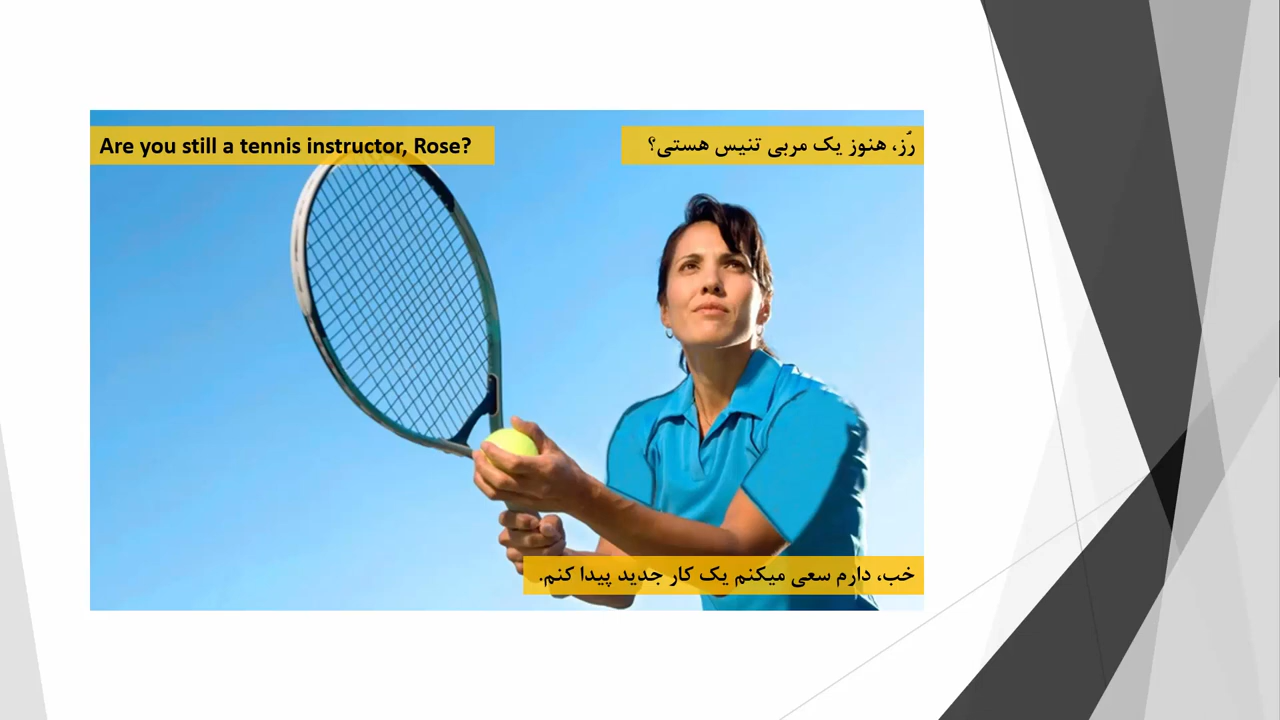 Are you still a tennis instructor, Rose?
رُز، هنوز یک مربی تنیس هستی؟
خب، دارم سعی میکنم یک کار جدید پیدا کنم.